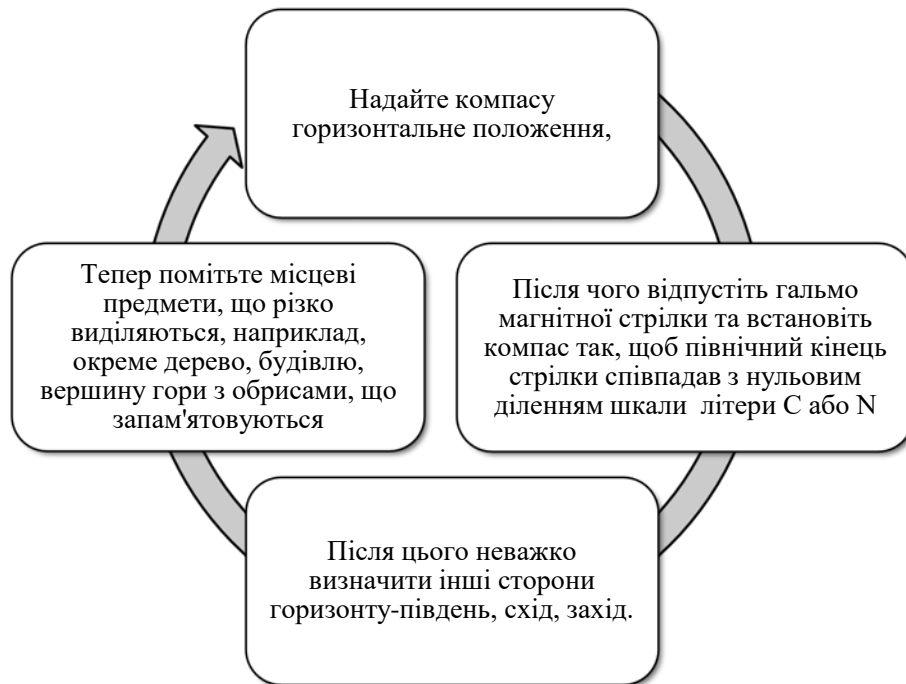 Надайте компасу
горизонтальне положення,
Після чого відпустіть гальмо
магнітної стрілки та встановіть
компас так, щоб північний кінець
стрілки співпадав з нульовим
діленням шкали літери С або N
Після цього неважко
визначити інші сторони
горизонту-південь, схід, захід.
Тепер помітьте місцеві
предмети, що різко
виділяються, наприклад,
окреме дерево, будівлю,
вершину гори з обрисами, що
запам'ятовуються